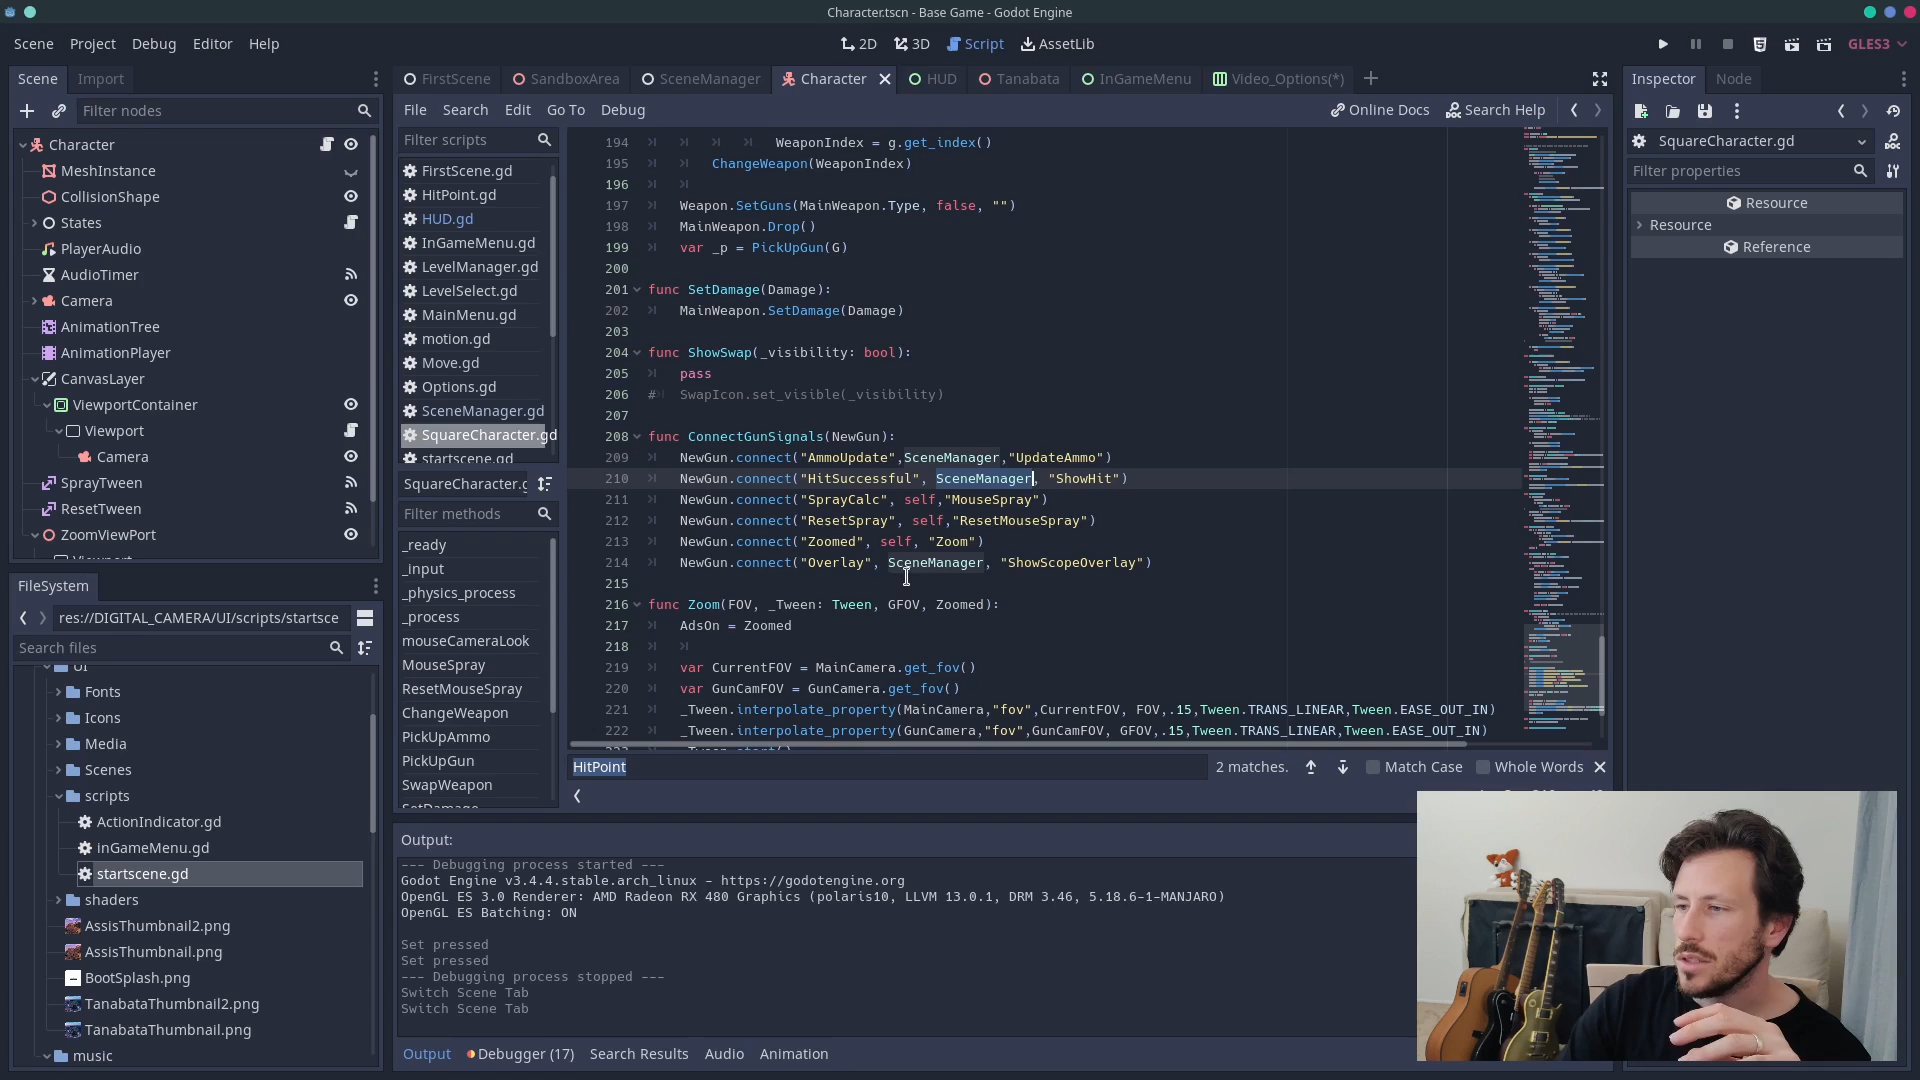 Character.tscn - Base Game - Godot Engine
Scene Project Debug Editor Help
2D 3D Script AssetLib
GLES3
Scene Import
Filter nodes
Character
MeshInstance
CollisionShape
States
PlayerAudio
AudioTimer
Camera
AnimationTree
AnimationPlayer
CanvasLayer
ViewportContainer
Viewport
Camera
SprayTween
ResetTween
ZoomViewPort
FileSystem
res://DIGITAL_CAMERA/UI/scripts/startsce
Search files
UI
Fonts
Icons
Media
Scenes
scripts
ActionIndicator.gd
inGameMenu.gd
startscene.gd
shaders
AssisThumbnail2.png
AssisThumbnail.png
BootSplash.png
TanabataThumbnail2.png
TanabataThumbnail.png
music
FirstScene SandboxArea SceneManager Character HUD Tanabata InGameMenu Video_Options(*)
File Search Edit Go To Debug
Online Docs Search Help
Filter scripts
FirstScene.gd
HitPoint.gd
HUD.gd
InGameMenu.gd
LevelManager.gd
LevelSelect.gd
MainMenu.gd
motion.gd
Move.gd
Options.gd
SceneManager.gd
SquareCharacter.gd
startscene.gd
SquareCharacter.g
Filter methods
_ready
_input
_physics_process
_process
mouseCameraLook
MouseSpray
ResetMouseSpray
ChangeWeapon
PickUpAmmo
PickUpGun
SwapWeapon
SetDamage
194 WeaponIndex = g.get_index()
195 ChangeWeapon(WeaponIndex)
196
197 Weapon.SetGuns(MainWeapon.Type, false, "")
198 MainWeapon.Drop()
199 var _p = PickUpGun(G)
200
201 func SetDamage(Damage):
202 MainWeapon.SetDamage(Damage)
203
204 func ShowSwap(_visibility: bool):
205 pass
206 # SwapIcon.set_visible(_visibility)
207
208 func ConnectGunSignals(NewGun):
209 NewGun.connect("AmmoUpdate",SceneManager,"UpdateAmmo")
210 NewGun.connect("HitSuccessful", SceneManager, "ShowHit")
211 NewGun.connect("SprayCalc", self,"MouseSpray")
212 NewGun.connect("ResetSpray", self,"ResetMouseSpray")
213 NewGun.connect("Zoomed", self, "Zoom")
214 NewGun.connect("Overlay", SceneManager, "ShowScopeOverlay")
215
216 func Zoom(FOV, _Tween: Tween, GFOV, Zoomed):
217 AdsOn = Zoomed
218
219 var CurrentFOV = MainCamera.get_fov()
220 var GunCamFOV = GunCamera.get_fov()
221 _Tween.interpolate_property(MainCamera,"fov",CurrentFOV, FOV,.15,Tween.TRANS_LINEAR,Tween.EASE_OUT_IN)
222 _Tween.interpolate_property(GunCamera,"fov",GunCamFOV, GFOV,.15,Tween.TRANS_LINEAR,Tween.EASE_OUT_IN)
HitPoint
2 matches. Match Case Whole Words
Output:
--- Debugging process started ---
Godot Engine v3.4.4.stable.arch_linux - https://godotengine.org
OpenGL ES 3.0 Renderer: AMD Radeon RX 480 Graphics (polaris10, LLVM 13.0.1, DRM 3.46, 5.18.6-1-MANJARO)
OpenGL ES Batching: ON
Set pressed
Set pressed
--- Debugging process stopped ---
Switch Scene Tab
Switch Scene Tab
Output Debugger (17) Search Results Audio Animation
Inspector Node
SquareCharacter.gd
Filter properties
Resource
Resource
Reference